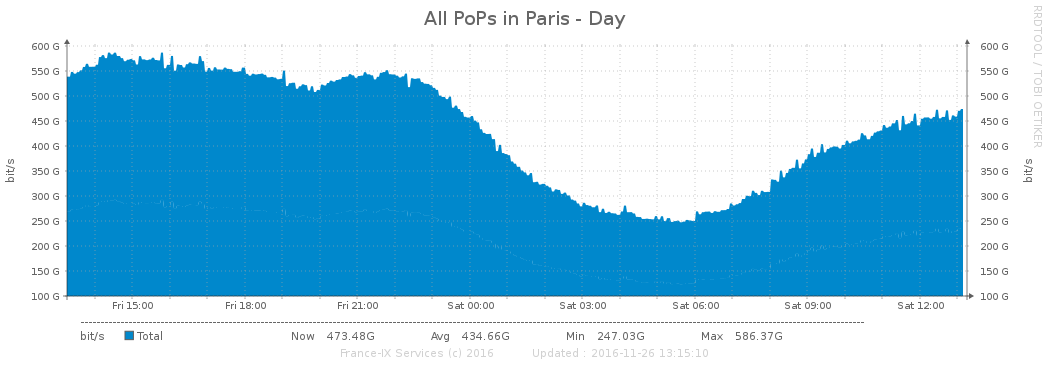 All PoPs in Paris - Day
RRDTOOL / TOBI OETIKER
bit/s
600 G
550 G
500 G
450 G
400 G
350 G
300 G
250 G
200 G
150 G
100 G
600 G
550 G
500 G
450 G
400 G
350 G
300 G
250 G
200 G
150 G
100 G
bit/s
Fri 15:00 Fri 18:00 Fri 21:00 Sat 00:00 Sat 03:00 Sat 06:00 Sat 09:00 Sat 12:00
bit/s Total Now 473.48G Avg 434.66G Min 247.03G Max 586.37G
France-IX Services (c) 2016 Updated : 2016-11-26 13:15:10